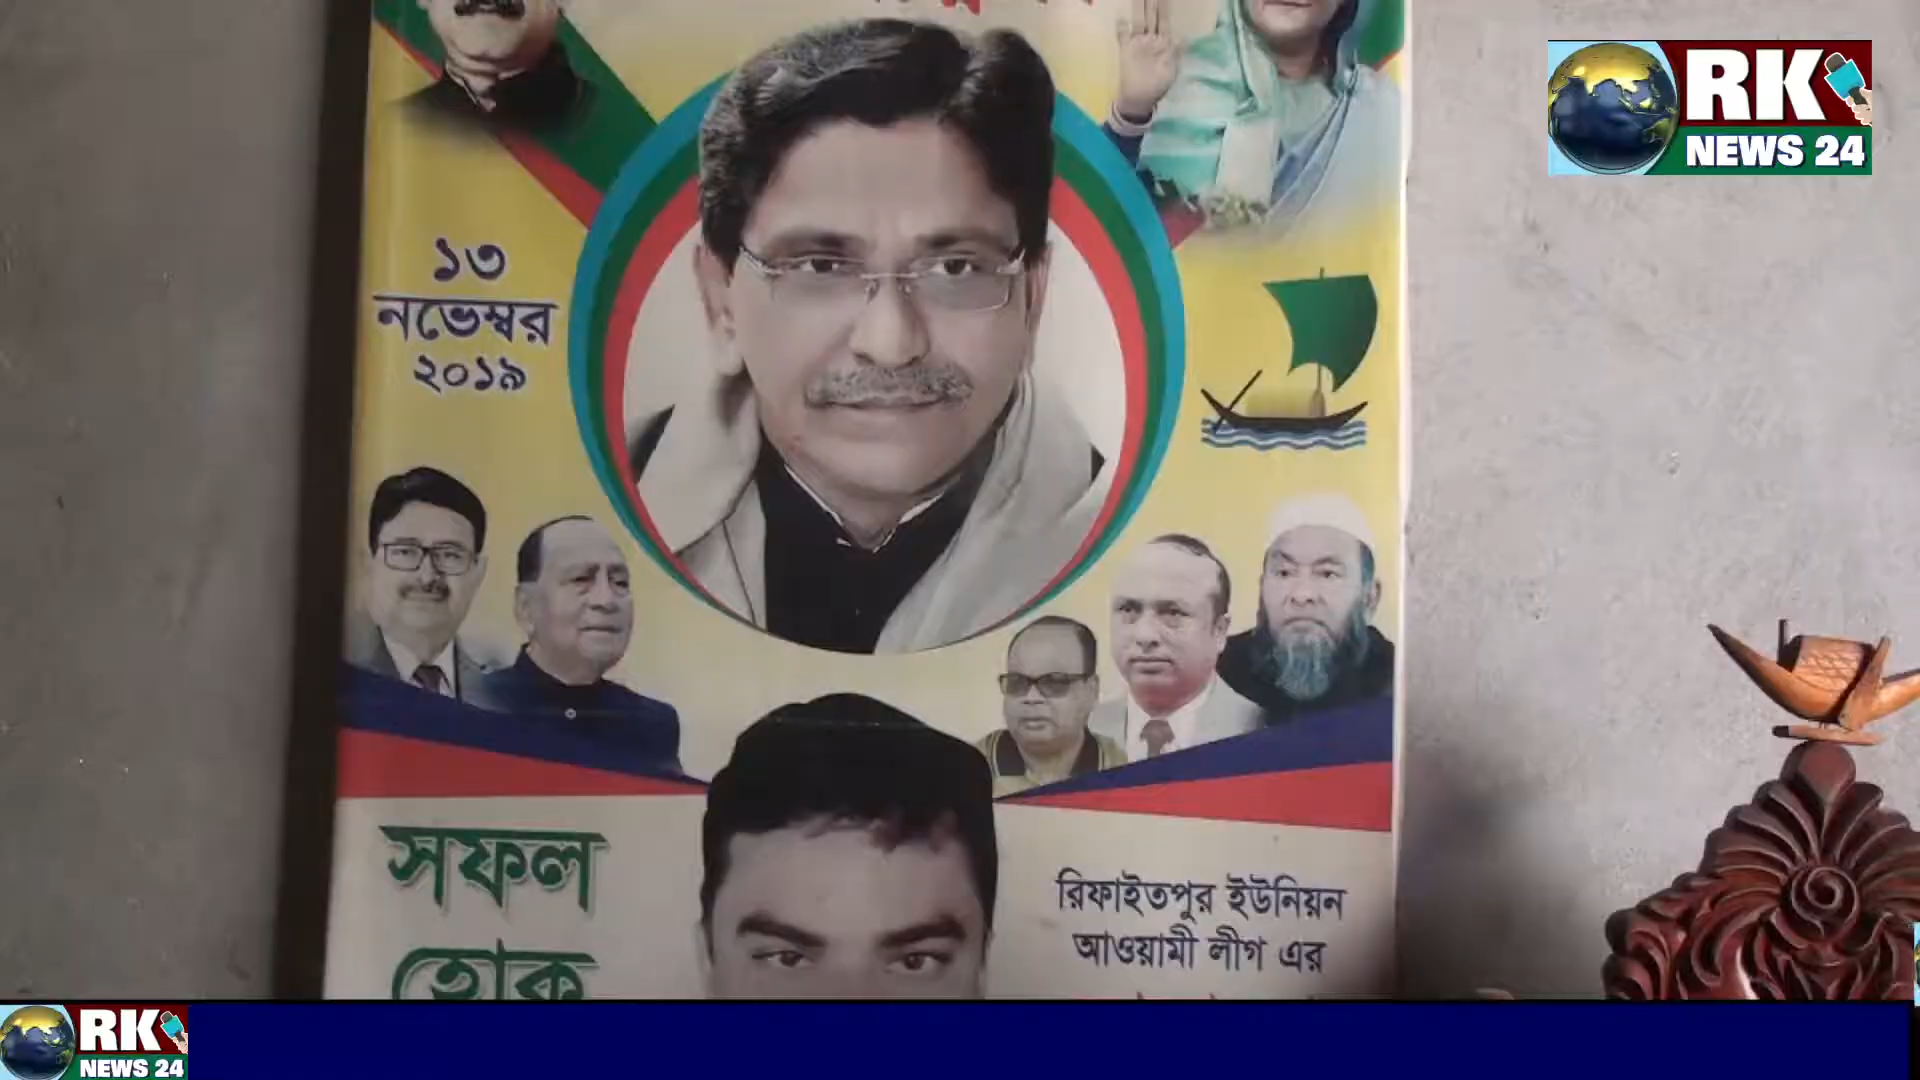 RK
NEWS 24
১৩
নভেম্বর
২০১৯
সফল
হোক
রিফাইতপুর ইউনিয়ন
আওয়ামী লীগ এর
RK
NEWS 24